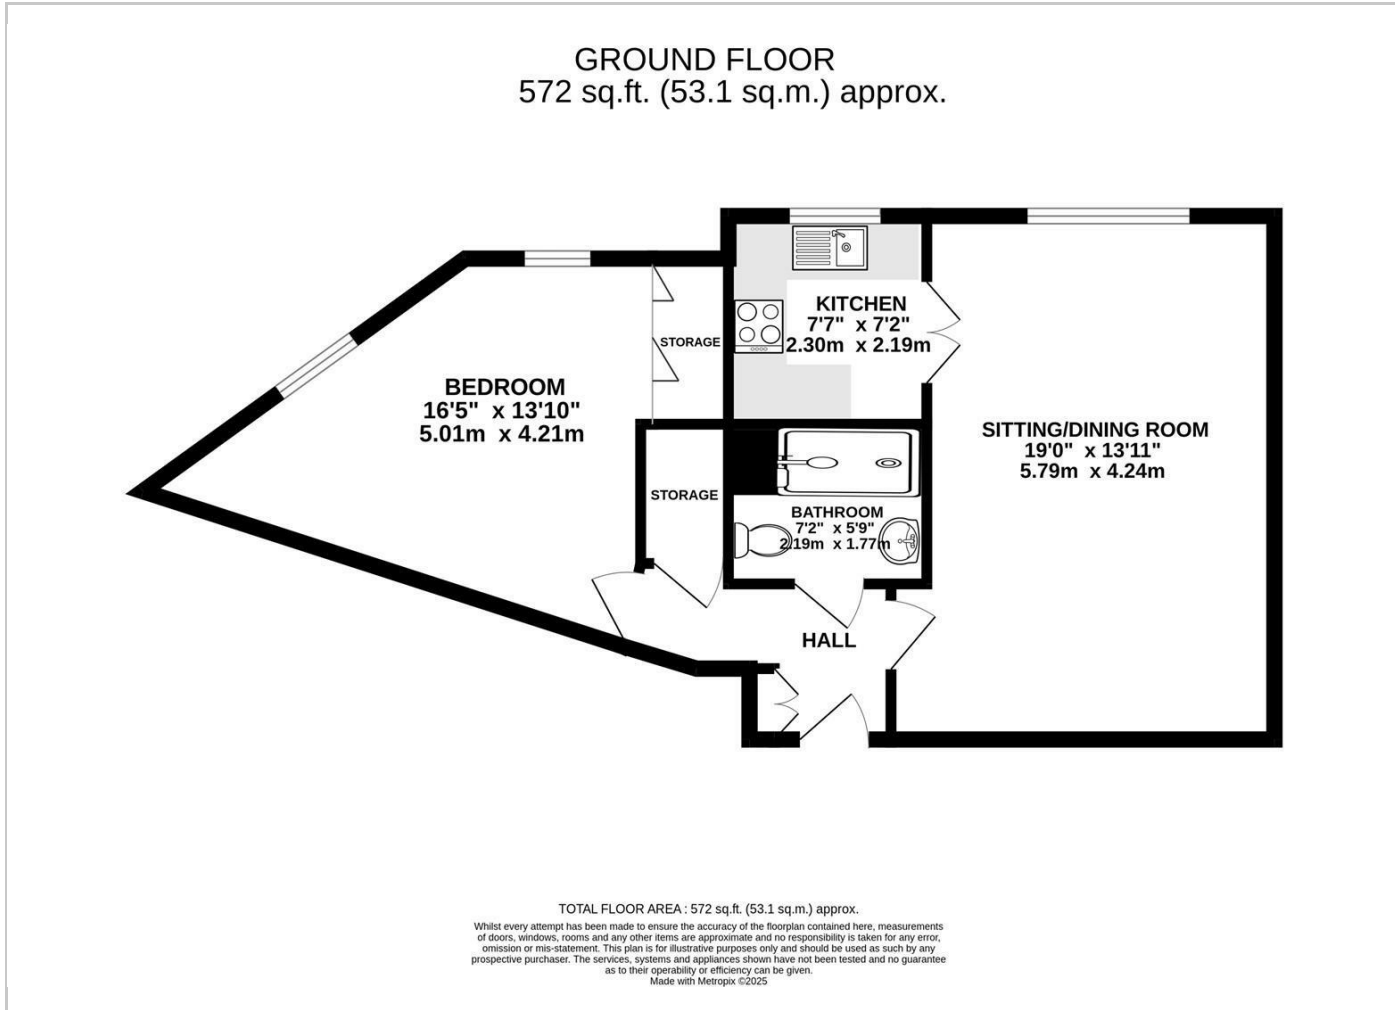 GROUND FLOOR
572 sq.ft. (53.1 sq.m.) approx.
KITCHEN
7'7" x 7'2"
2.30m x 2.19m
STORAGE
BEDROOM
16'5" x 13'10"
5.01m x 4.21m
SITTING/DINING ROOM
19'0" x 13'11"
5.79m x 4.24m
STORAGE
BATHROOM
7'2" x 5'9"
2.19m x 1.77m
HALL
TOTAL FLOOR AREA : 572 sq.ft. (53.1 sq.m.) approx.
Whilst every attempt has been made to ensure the accuracy of the floorplan contained here, measurements
of doors, windows, rooms and any other items are approximate and no responsibility is taken for any error,
omission or mis-statement. This plan is for illustrative purposes only and should be used as such by any
prospective purchaser. The services, systems and appliances shown have not been tested and no guarantee
as to their operability or efficiency can be given.
Made with Metropix ©2025